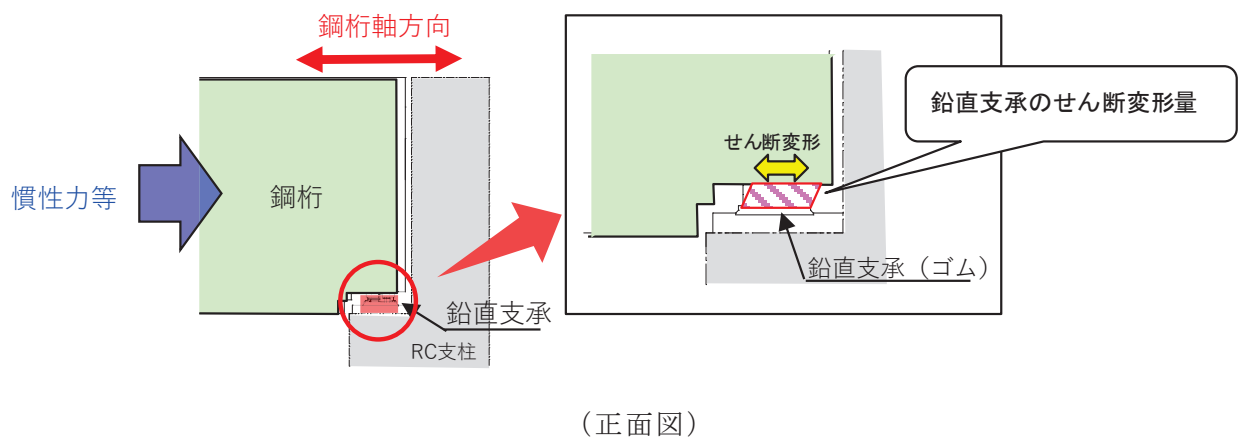 鋼桁軸方向
慣性力等
鋼桁
鉛直支承
RC支柱
鉛直支承のせん断変形量
せん断変形
鉛直支承（ゴム）
（正面図）